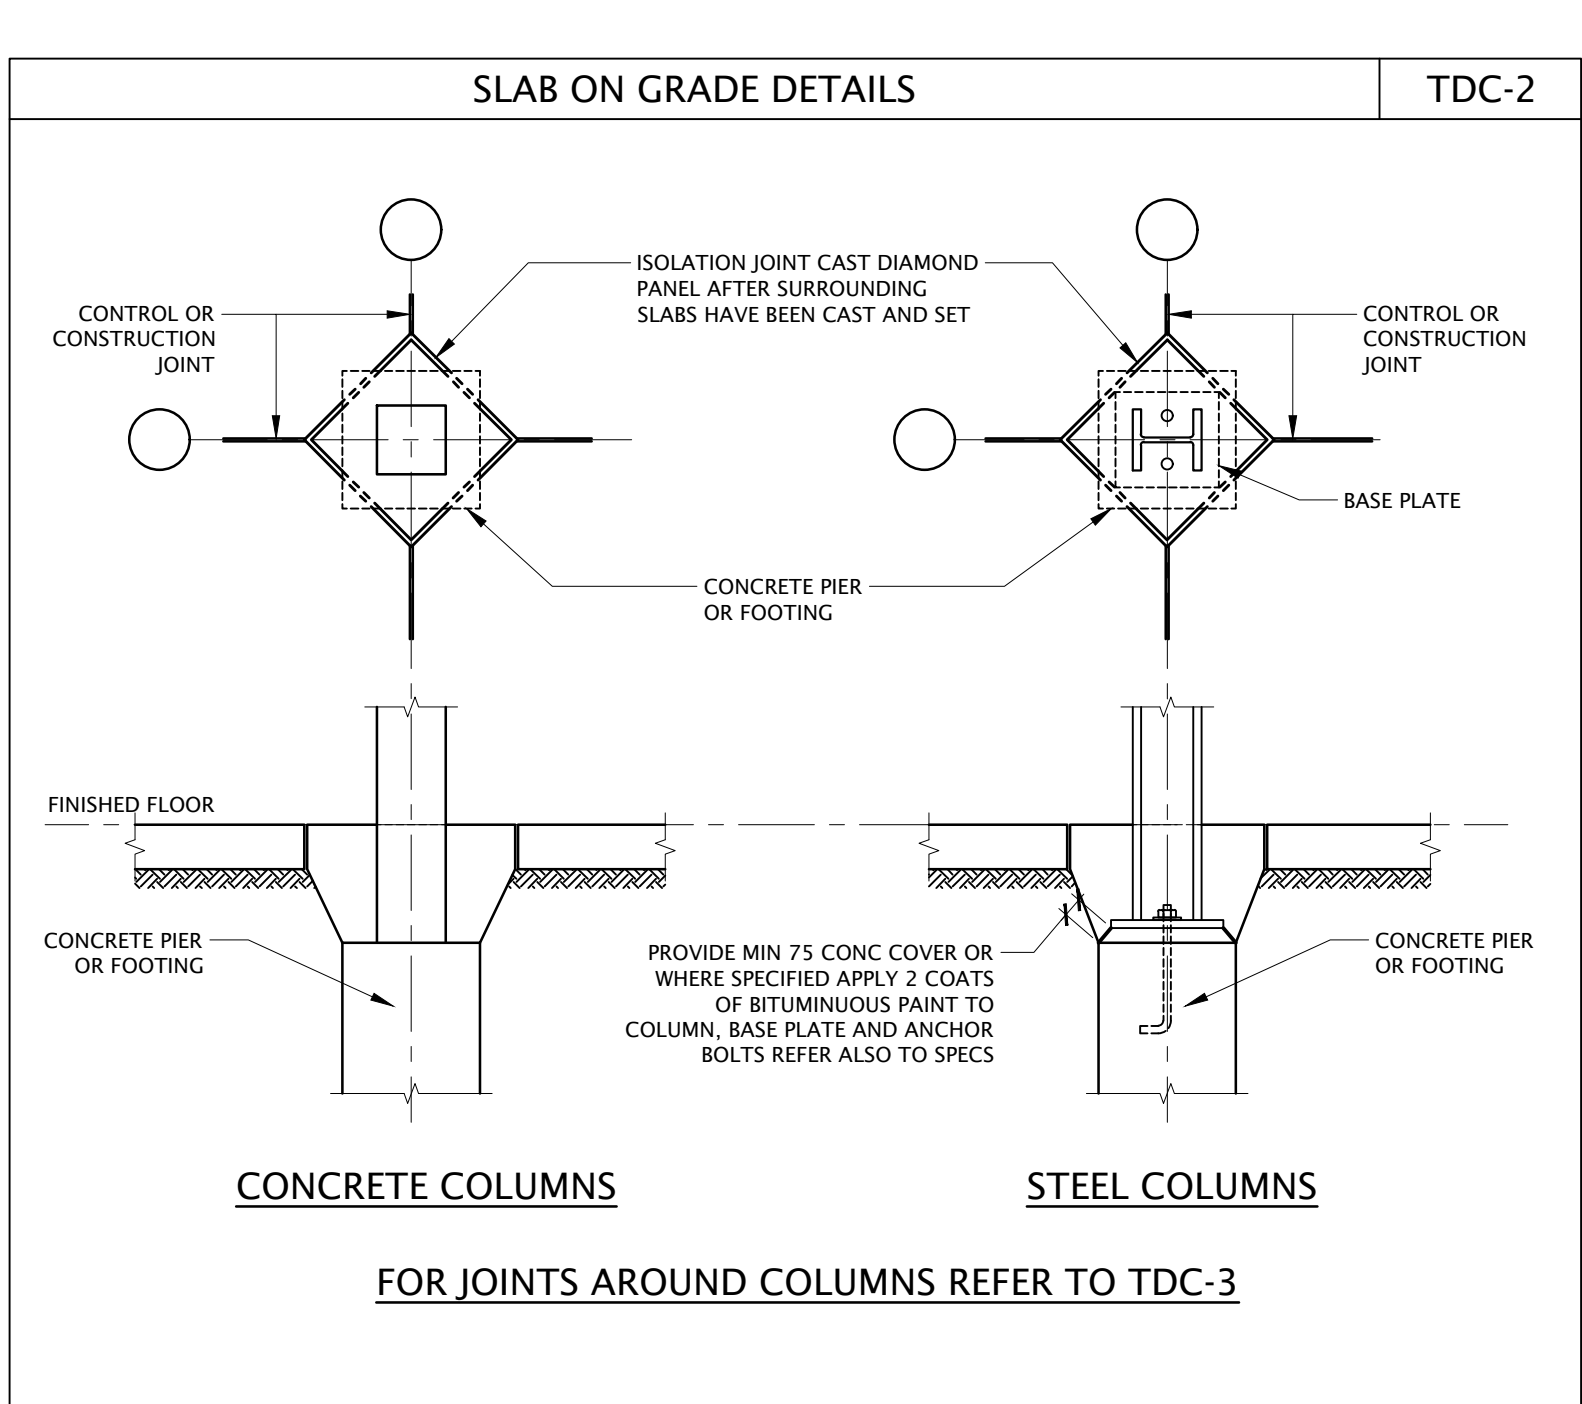 SLAB ON GRADE DETAILS
TDC-2
ISOLATION JOINT CAST DIAMOND
PANEL AFTER SURROUNDING
SLABS HAVE BEEN CAST AND SET
CONTROL OR
CONSTRUCTION
JOINT
CONTROL OR
CONSTRUCTION
JOINT
BASE PLATE
CONCRETE PIER
OR FOOTING
FINISHED FLOOR
CONCRETE PIER
OR FOOTING
PROVIDE MIN 75 CONC COVER OR
WHERE SPECIFIED APPLY 2 COATS
OF BITUMINUOUS PAINT TO
COLUMN, BASE PLATE AND ANCHOR
BOLTS REFER ALSO TO SPECS
CONCRETE PIER
OR FOOTING
CONCRETE COLUMNS
STEEL COLUMNS
FOR JOINTS AROUND COLUMNS REFER TO TDC-3